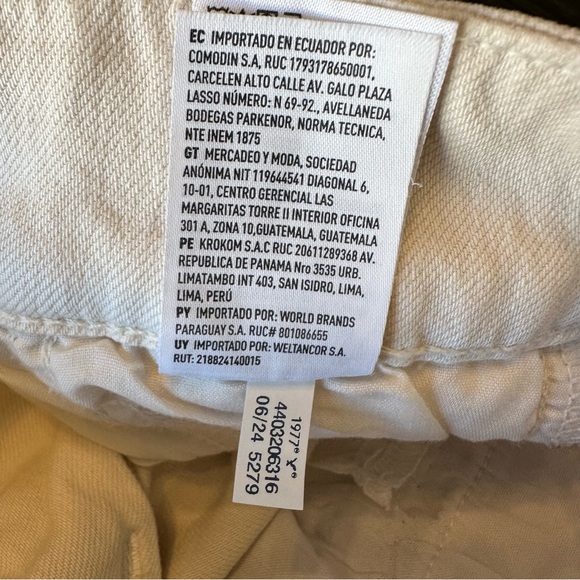 EC IMPORTADO EN ECUADOR POR:
COMODIN S.A, RUC 1793178650001,
CARCELEN ALTO CALLE AV. GALO PLAZA
LASSO NÚMERO: N 69-92., AVELLANEDA
BODEGAS PARKENOR, NORMA TECNICA,
NTE INEM 1875
GT MERCADEO Y MODA, SOCIEDAD
ANÓNIMA NIT 119644541 DIAGONAL 6,
10-01, CENTRO GERENCIAL LAS
MARGARITAS TORRE II INTERIOR OFICINA
301 A, ZONA 10,GUATEMALA, GUATEMALA
PE KROKOM S.A.C RUC 20611289368 AV.
REPUBLICA DE PANAMA Nro 3535 URB.
LIMATAMBO INT 403, SAN ISIDRO, LIMA,
LIMA, PERÚ
PY IMPORTADO POR: WORLD BRANDS
PARAGUAY S.A. RUC# 801086655
UY IMPORTADO POR: WELTANCOR S.A.
RUT: 218824140015
1977®
4403206316
06/24 5279